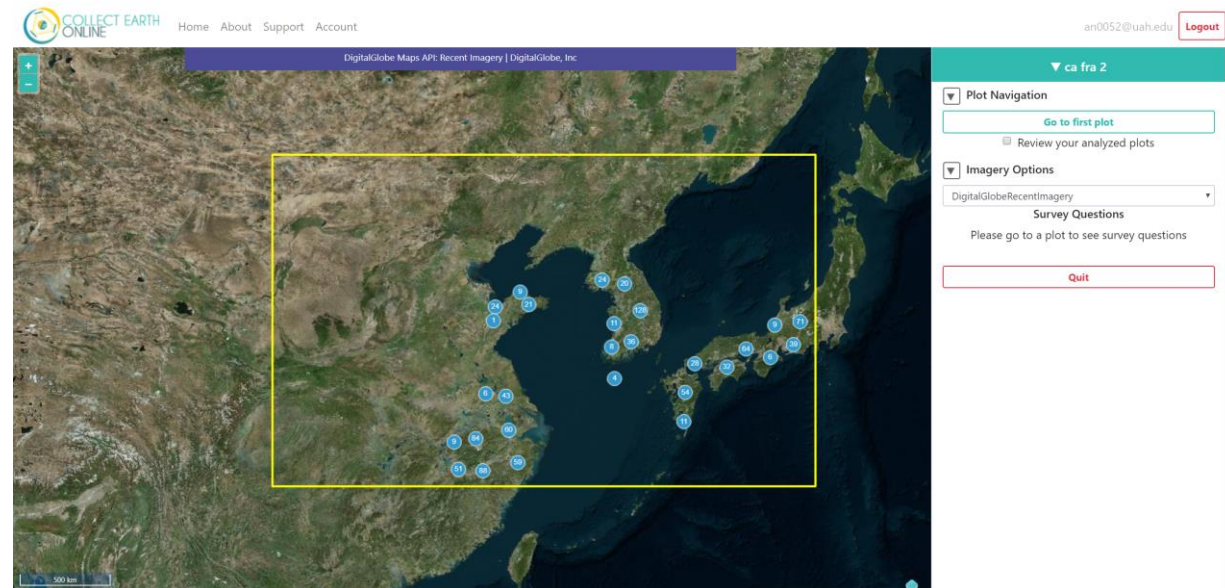 COLLECT EARTH
ONLINE
Home About Support Account
an0052@uah.edu
Logout
DigitalGlobe Maps API: Recent Imagery | DigitalGlobe, Inc
+
−
▼ ca fra 2
▼ Plot Navigation
Go to first plot
Review your analyzed plots
▼ Imagery Options
DigitalGlobeRecentImagery
Survey Questions
Please go to a plot to see survey questions
Quit
24
20
9
24
21
1
126
11
9
71
8
36
39
64
6
28
32
4
54
6
43
11
60
9
84
59
51
88
500 km